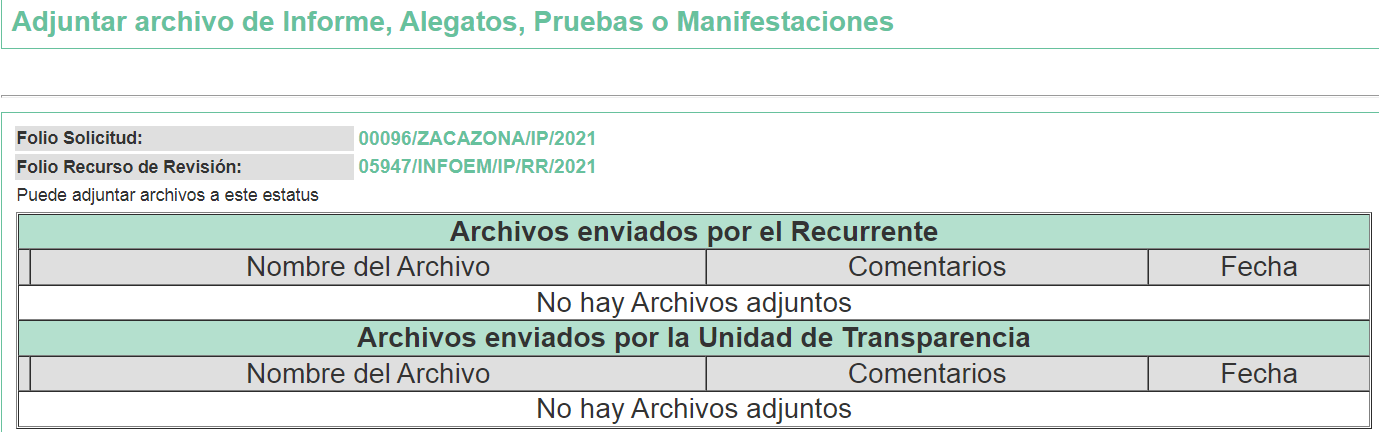 Adjuntar archivo de Informe, Alegatos, Pruebas o Manifestaciones
Folio Solicitud: 00096/ZACAZONA/IP/2021
Folio Recurso de Revisión: 05947/INFOEM/IP/RR/2021
Puede adjuntar archivos a este estatus
Archivos enviados por el Recurrente
Nombre del Archivo Comentarios Fecha
No hay Archivos adjuntos
Archivos enviados por la Unidad de Transparencia
Nombre del Archivo Comentarios Fecha
No hay Archivos adjuntos